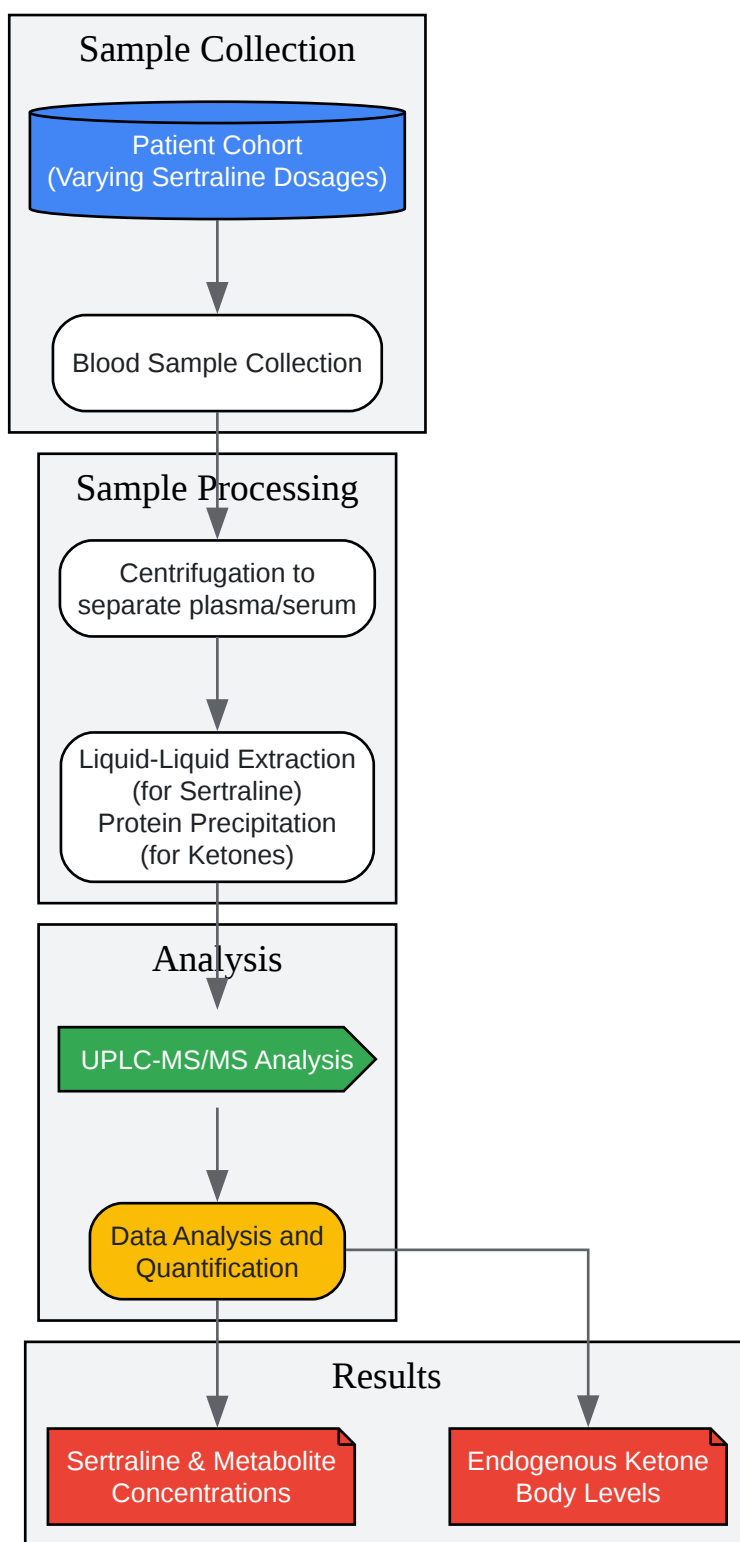 Sample Collection
Patient Cohort
(Varying Sertraline Dosages)
Blood Sample Collection
Sample Processing
Centrifugation to
separate plasma/serum
Liquid-Liquid Extraction
(for Sertraline)
Protein Precipitation
(for Ketones)
Analysis
UPLC-MS/MS Analysis
Data Analysis and
Quantification
Results
Sertraline & Metabolite
Concentrations
Endogenous Ketone
Body Levels